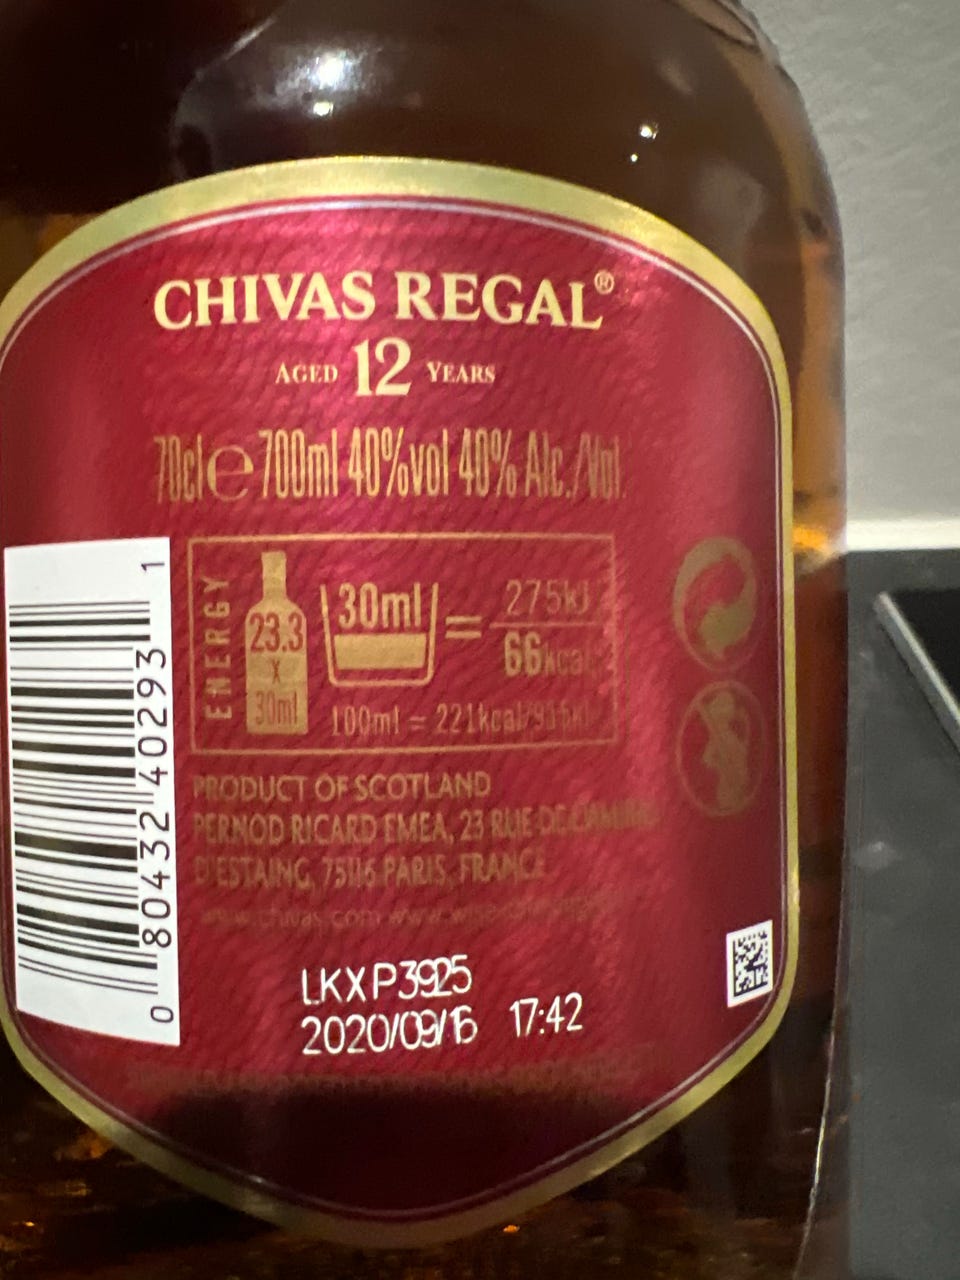 CHIVAS REGAL®
AGED 12 YEARS
70cl e 700ml 40%vol 40% Alc./Vol.
ENERGY
23.3
X
30ml
30ml
=
275kJ
66kcal
100ml = 221kcal/915kJ
PRODUCT OF SCOTLAND
PERNOD RICARD EMEA, 23 RUE DE
D'ESTAING, 75116 PARIS, FRANCE
www.chivas.com
LKXP3925
2020/09/15 17:42
0 80432 40293 1